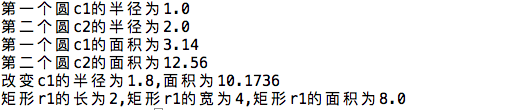 第一个圆c1的半径为1.0
第二个圆c2的半径为2.0
第一个圆c1的面积为3.14
第二个圆c2的面积为12.56
改变c1的半径为1.8,面积为10.1736
矩形r1的长为2,矩形r1的宽为4,矩形r1的面积为8.0